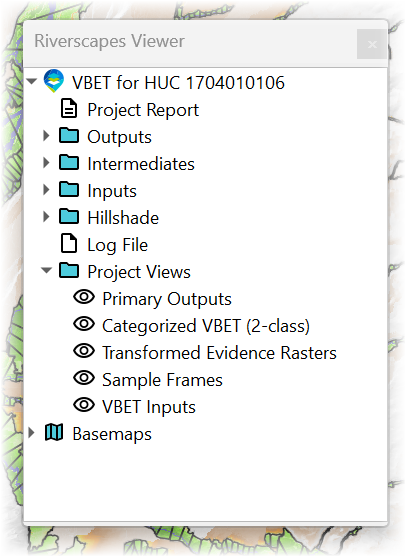 Riverscapes Viewer
VBET for HUC 1704010106
Project Report
Outputs
Intermediates
Inputs
Hillshade
Log File
Project Views
Primary Outputs
Categorized VBET (2-class)
Transformed Evidence Rasters
Sample Frames
VBET Inputs
Basemaps